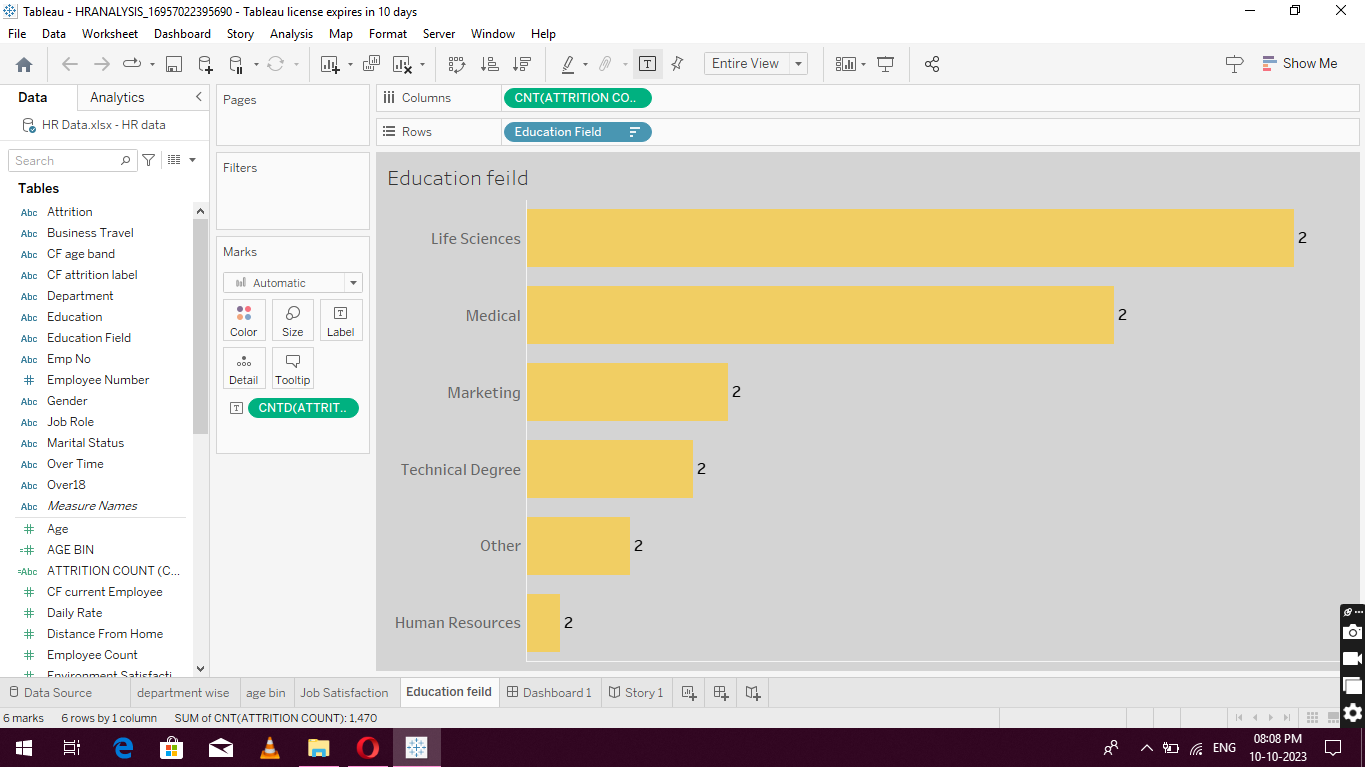 Tableau - HRANALYSIS_16957022395690 - Tableau license expires in 10 days
File Data Worksheet Dashboard Story Analysis Map Format Server Window Help
Entire View
Show Me
Data Analytics
HR Data.xlsx - HR data
Search
Tables
Abc Attrition
Abc Business Travel
Abc CF age band
Abc CF attrition label
Abc Department
Abc Education
Abc Education Field
Abc Emp No
# Employee Number
Abc Gender
Abc Job Role
Abc Marital Status
Abc Over Time
Abc Over18
Abc Measure Names
# Age
=# AGE BIN
=Abc ATTRITION COUNT (C...
# CF current Employee
# Daily Rate
# Distance From Home
# Employee Count
# Environment Satisfacti
Pages
Filters
Marks
Automatic
Color Size Label
Detail Tooltip
T CNTD(ATTRIT..
Columns CNT(ATTRITION CO..
Rows Education Field
Education feild
Life Sciences 2
Medical 2
Marketing 2
Technical Degree 2
Other 2
Human Resources 2
Data Source department wise age bin Job Satisfaction Education feild Dashboard 1 Story 1
6 marks 6 rows by 1 column SUM of CNT(ATTRITION COUNT): 1,470
ENG 08:08 PM
10-10-2023